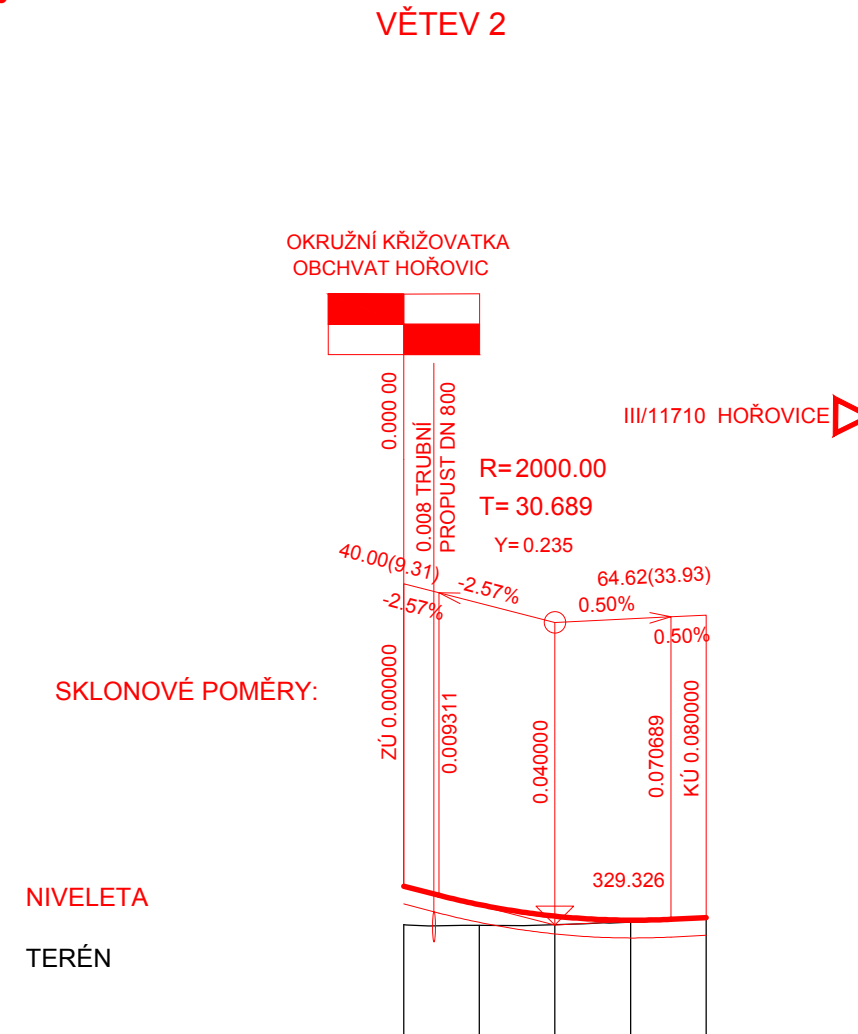 VĚTEV 2
OKRUŽNÍ KŘIŽOVATKA
OBCHVAT HOŘOVIC
0.000 00
0.008 TRUBNÍ
PROPUST DN 800
III/11710 HOŘOVICE
R= 2000.00
T= 30.689
Y= 0.235
40.00(9.31)
-2.57%
-2.57%
64.62(33.93)
0.50%
0.50%
SKLONOVÉ POMĚRY:
ZÚ 0.000000
0.009311
0.040000
0.070689
KÚ 0.080000
329.326
NIVELETA
TERÉN